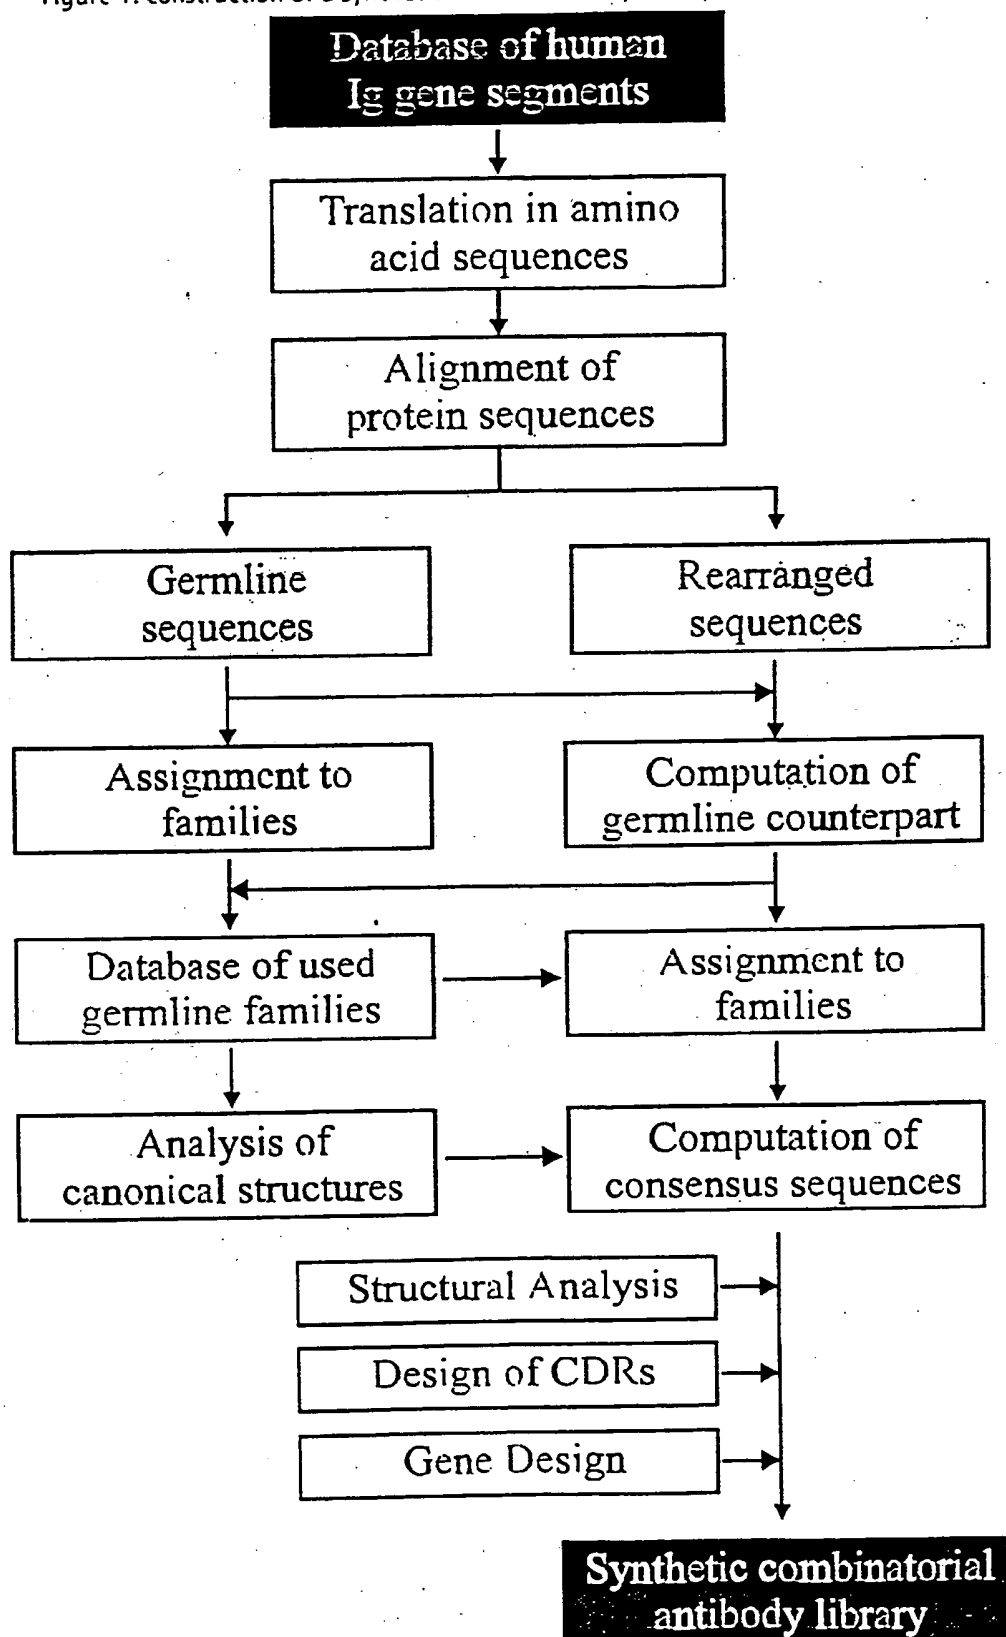 Database of human
Ig gene segments
Translation in amino
acid sequences
Alignment of
protein sequences
Germline
sequences
Rearranged
sequences
Assignment to
families
Computation of
germline counterpart
Database of used
germline families
Assignment to
families
Analysis of
canonical structures
Computation of
consensus sequences
Structural Analysis
Design of CDRs
Gene Design
Synthetic combinatorial
antibody library